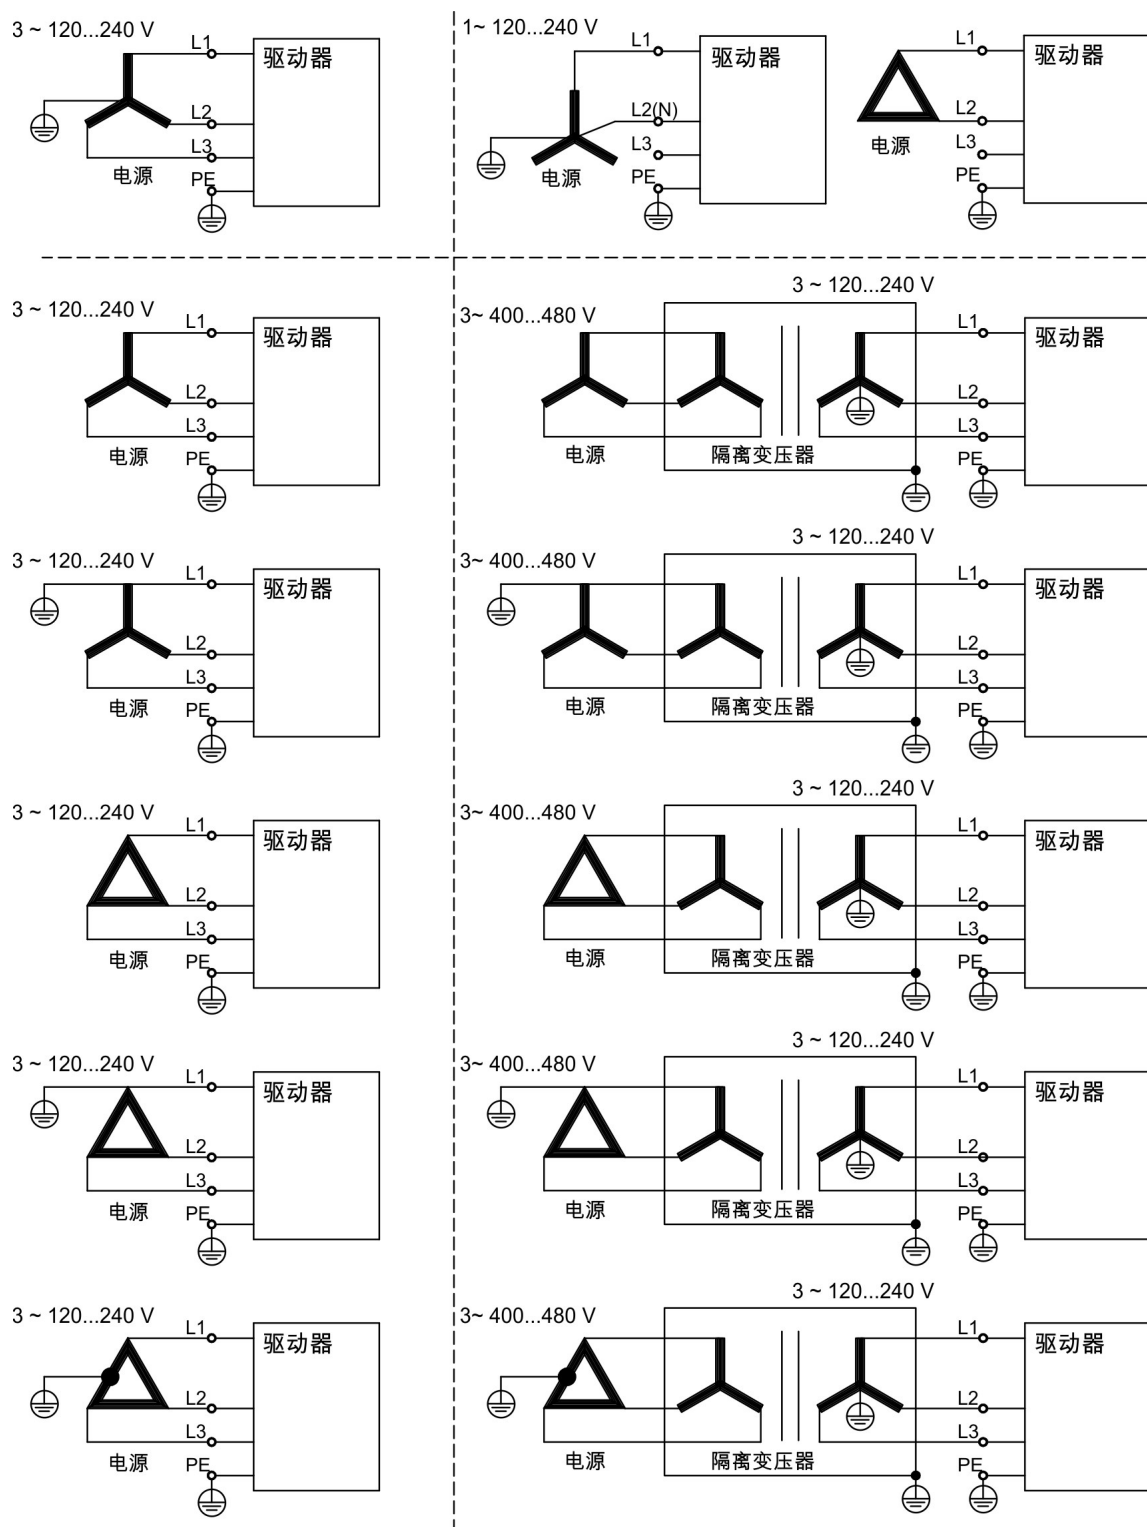 3 ~ 120...240 V
L1
驱动器
L2
L3
电源
PE
1~ 120...240 V
L1
驱动器
L2(N)
L3
电源
PE
L1
驱动器
L2
电源
L3
PE
3 ~ 120...240 V
L1
驱动器
L2
L3
电源
PE
3 ~ 120...240 V
3~ 400...480 V
L1
驱动器
L2
L3
电源
隔离变压器
PE
3 ~ 120...240 V
L1
驱动器
L2
L3
电源
PE
3 ~ 120...240 V
3~ 400...480 V
L1
驱动器
L2
L3
电源
隔离变压器
PE
3 ~ 120...240 V
L1
驱动器
L2
L3
电源
PE
3 ~ 120...240 V
3~ 400...480 V
L1
驱动器
L2
L3
电源
隔离变压器
PE
3 ~ 120...240 V
L1
驱动器
L2
L3
电源
PE
3 ~ 120...240 V
3~ 400...480 V
L1
驱动器
L2
L3
电源
隔离变压器
PE
3 ~ 120...240 V
L1
驱动器
L2
L3
电源
PE
3 ~ 120...240 V
3~ 400...480 V
L1
驱动器
L2
L3
电源
隔离变压器
PE